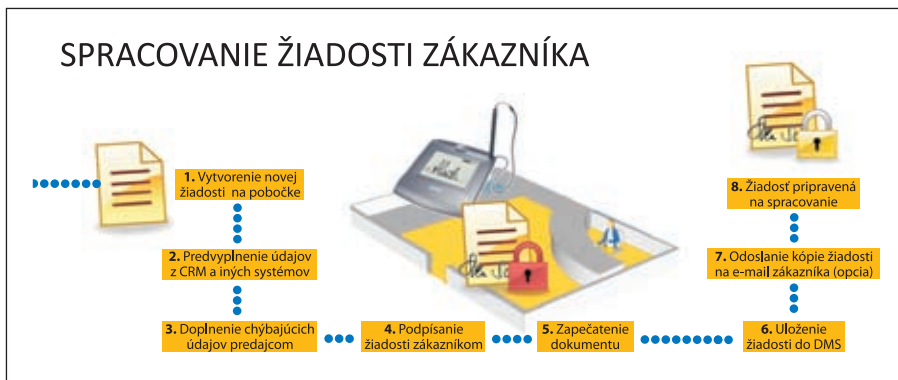 SPRACOVANIE ŽIADOSTI ZÁKAZNÍKA
1. Vytvorenie novej
žiadosti na pobočke
2. Predvyplnenie údajov
z CRM a iných systémov
3. Doplnenie chýbajúcich
údajov predajcom
4. Podpísanie
žiadosti zákazníkom
5. Zapečatenie
dokumentu
6. Uloženie
žiadosti do DMS
7. Odoslanie kópie žiadosti
na e-mail zákazníka (opcia)
8. Žiadosť pripravená
na spracovanie